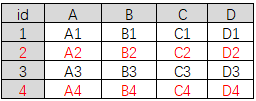 id A B C D
1 A1 B1 C1 D1
2 A2 B2 C2 D2
3 A3 B3 C3 D3
4 A4 B4 C4 D4